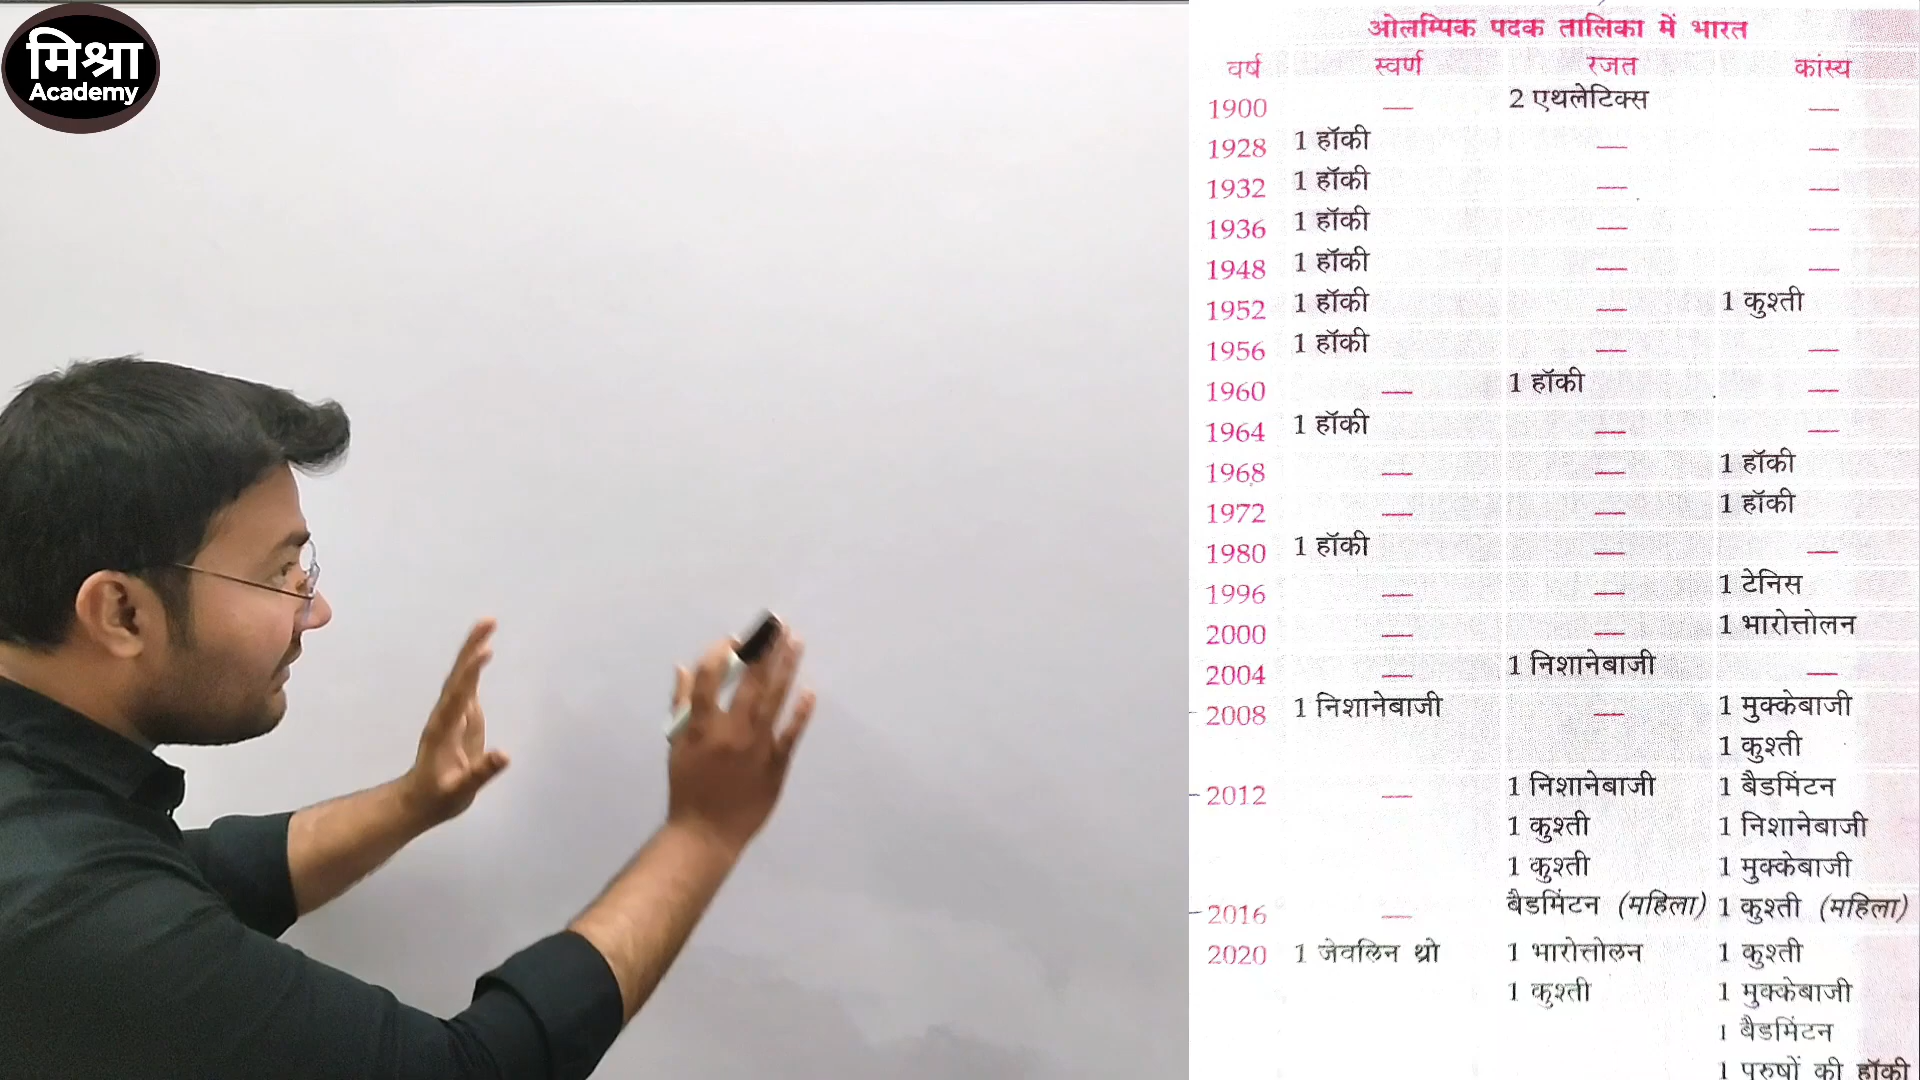 मिश्रा
Academy
ओलम्पिक पदक तालिका में भारत
वर्ष स्वर्ण रजत कांस्य
1900 — 2 एथलेटिक्स —
1928 1 हॉकी — —
1932 1 हॉकी — —
1936 1 हॉकी — —
1948 1 हॉकी — —
1952 1 हॉकी — 1 कुश्ती
1956 1 हॉकी — —
1960 — 1 हॉकी —
1964 1 हॉकी — —
1968 — — 1 हॉकी
1972 — — 1 हॉकी
1980 1 हॉकी — —
1996 — — 1 टेनिस
2000 — — 1 भारोत्तोलन
2004 — 1 निशानेबाजी —
2008 1 निशानेबाजी — 1 मुक्केबाजी
1 कुश्ती
2012 — 1 निशानेबाजी 1 बैडमिंटन
1 कुश्ती 1 निशानेबाजी
1 कुश्ती 1 मुक्केबाजी
2016 — बैडमिंटन (महिला) 1 कुश्ती (महिला)
2020 1 जेवलिन थ्रो 1 भारोत्तोलन 1 कुश्ती
1 कुश्ती 1 मुक्केबाजी
1 बैडमिंटन
1 पुरुषों की हॉकी